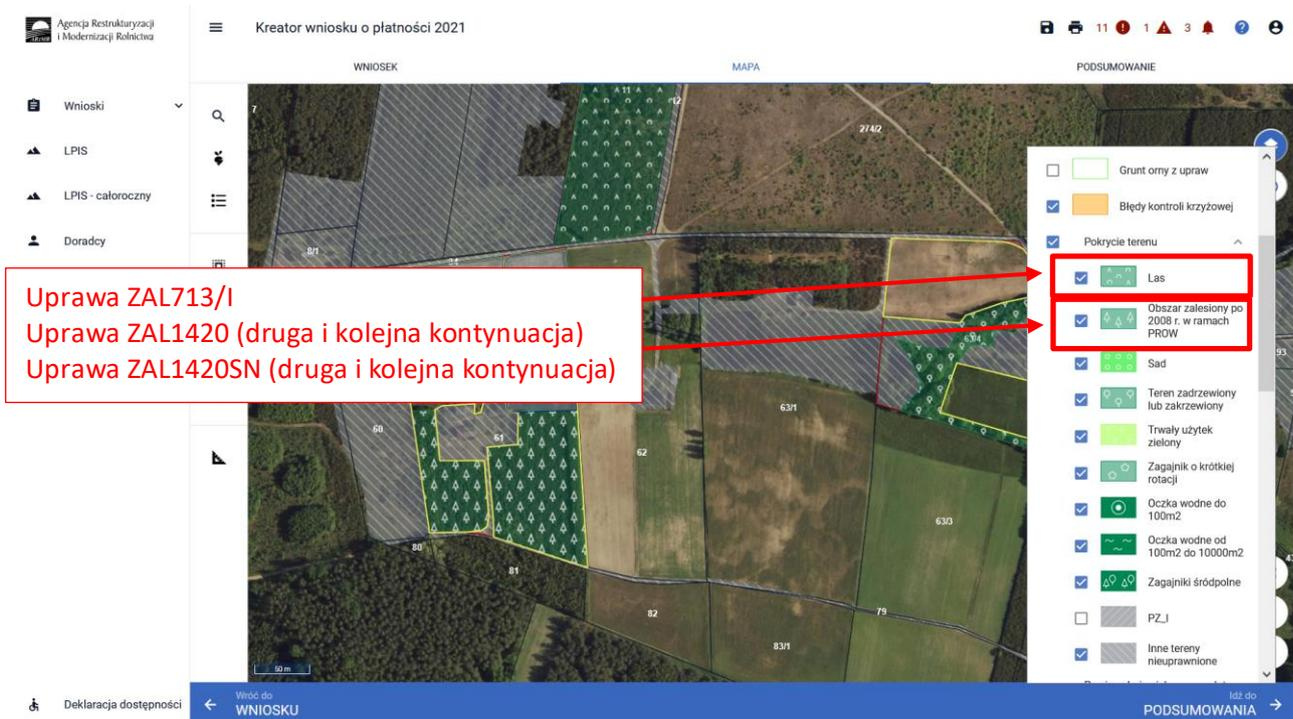 Agencja Restrukturyzacji
i Modernizacji Rolnictwa
ARiMR
Kreator wniosku o płatności 2021
11
1
3
WNIOSEK
MAPA
PODSUMOWANIE
Wnioski
LPIS
LPIS - całoroczny
Doradcy
Uprawa ZAL713/I
Uprawa ZAL1420 (druga i kolejna kontynuacja)
Uprawa ZAL1420SN (druga i kolejna kontynuacja)
7
11
274/2
8/1
63/4
63/1
60
61
62
63/3
80
81
82
79
83/1
93
50 m
Grunt orny z upraw
Błędy kontroli krzyżowej
Pokrycie terenu
Las
Obszar zalesiony po
2008 r. w ramach
PROW
Sad
Teren zadrzewiony
lub zakrzewiony
Trwały użytek
zielony
Zagajnik o krótkiej
rotacji
Oczka wodne do
100m2
Oczka wodne od
100m2 do 10000m2
Zagajniki śródpolne
PZ_I
Inne tereny
nieuprawnione
Deklaracja dostępności
Wróć do
WNIOSKU
Idź do
PODSUMOWANIA